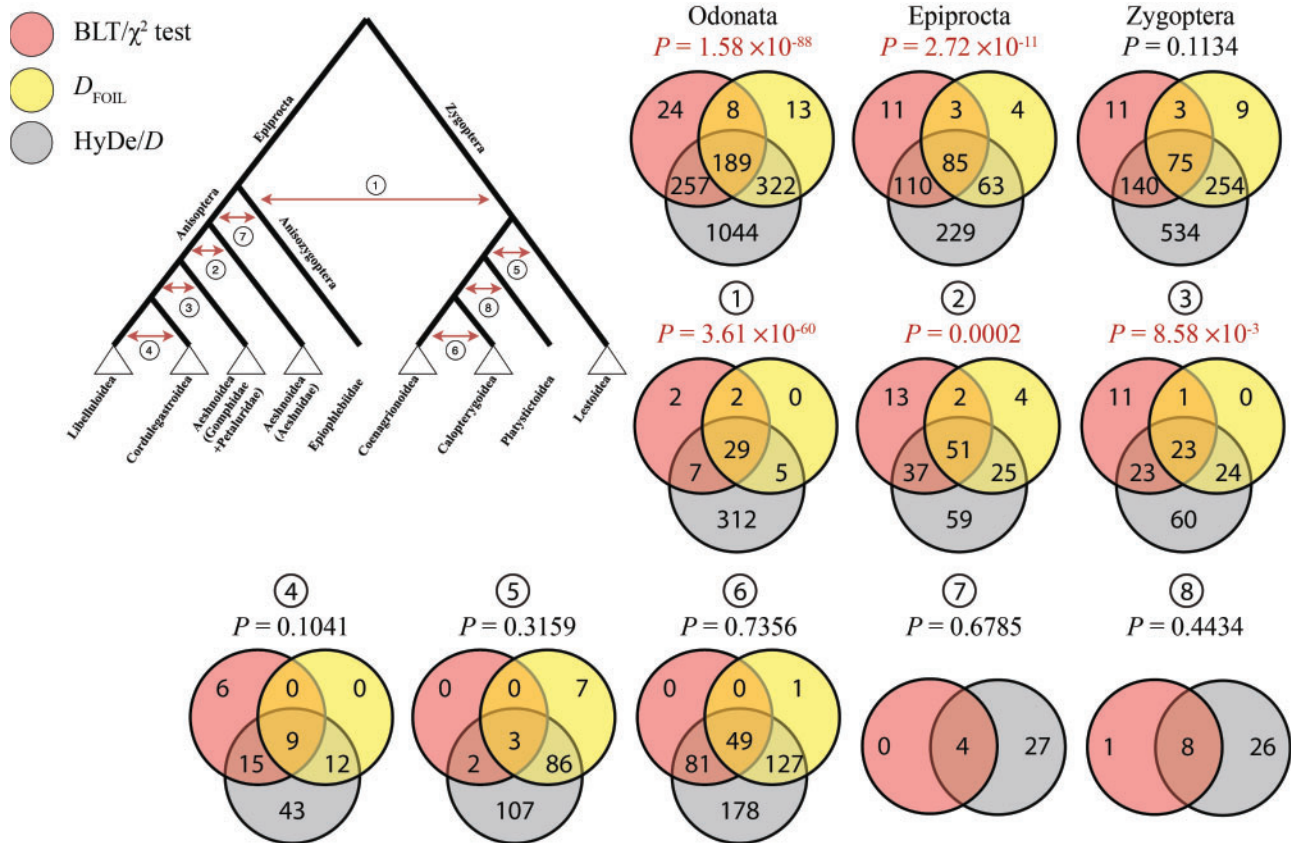 BLT/χ² test
D_FOIL
HyDe/D
Epiprocta
Zygoptera
Anisoptera
Anisozygoptera
①
⑦
②
⑤
③
⑧
④
⑥
Libelluloidea
Cordulegastroidea
Aeshnoidea
(Gomphidae
+Petaluridae)
Aeshnoidea
(Aeshnidae)
Epiophlebiidae
Coenagrionoidea
Calopterygoidea
Platystictoidea
Lestoidea
Odonata
P = 1.58 ×10⁻⁸⁸
24 8 13
189
257 322
1044
Epiprocta
P = 2.72 ×10⁻¹¹
11 3 4
85
110 63
229
Zygoptera
P = 0.1134
11 3 9
75
140 254
534
①
P = 3.61 ×10⁻⁶⁰
2 2 0
29
7 5
312
②
P = 0.0002
13 2 4
51
37 25
59
③
P = 8.58 ×10⁻³
11 1 0
23
23 24
60
④
P = 0.1041
6 0 0
9
15 12
43
⑤
P = 0.3159
0 0 7
3
2 86
107
⑥
P = 0.7356
0 0 1
49
81 127
178
⑦
P = 0.6785
0 4 27
⑧
P = 0.4434
1 8 26